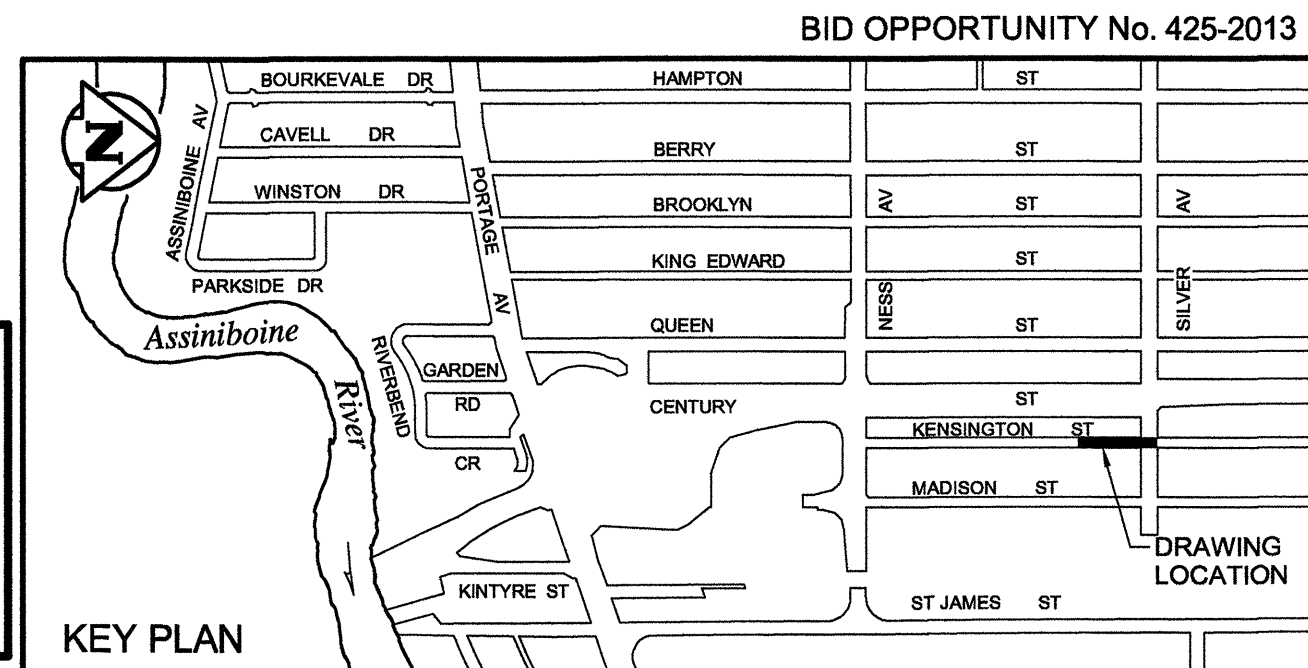 BID OPPORTUNITY No. 425-2013
N
BOURKEVALE DR
HAMPTON ST
ASSINIBOINE AV
CAVELL DR
BERRY ST
WINSTON DR
PORTAGE AV
BROOKLYN ST
NESS AV
SILVER AV
KING EDWARD ST
PARKSIDE DR
Assiniboine
River
QUEEN ST
RIVERBEND CR
GARDEN
RD
CENTURY ST
KENSINGTON ST
MADISON ST
DRAWING
LOCATION
KINTYRE ST
ST JAMES ST
KEY PLAN